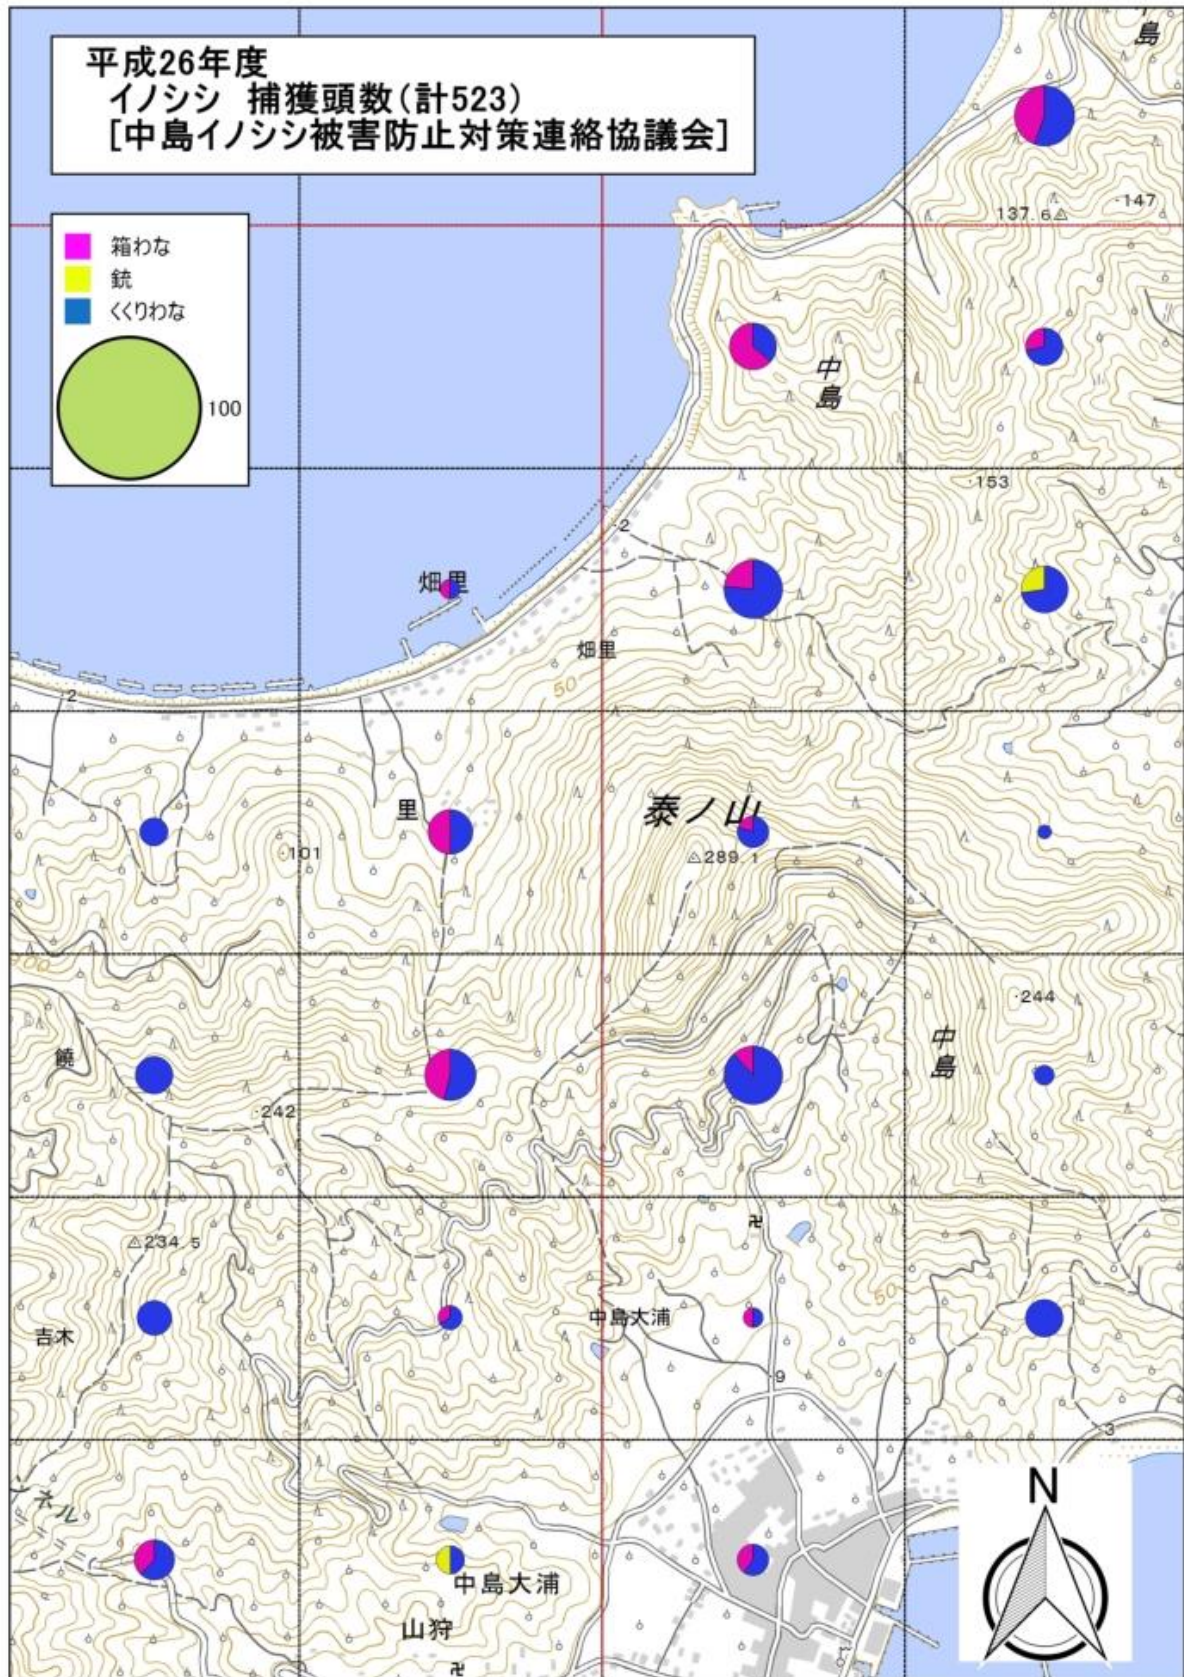 平成26年度
イノシシ 捕獲頭数(計523)
[中島イノシシ被害防止対策連絡協議会]
島
箱わな
銃
くくりわな
100
137.6
147
中島
153
2
畑里
畑里
50
2
里
泰ノ山
101
289.1
244
中島
饒
242
234.5
吉木
中島大浦
50
9
3
N
中島大浦
山狩